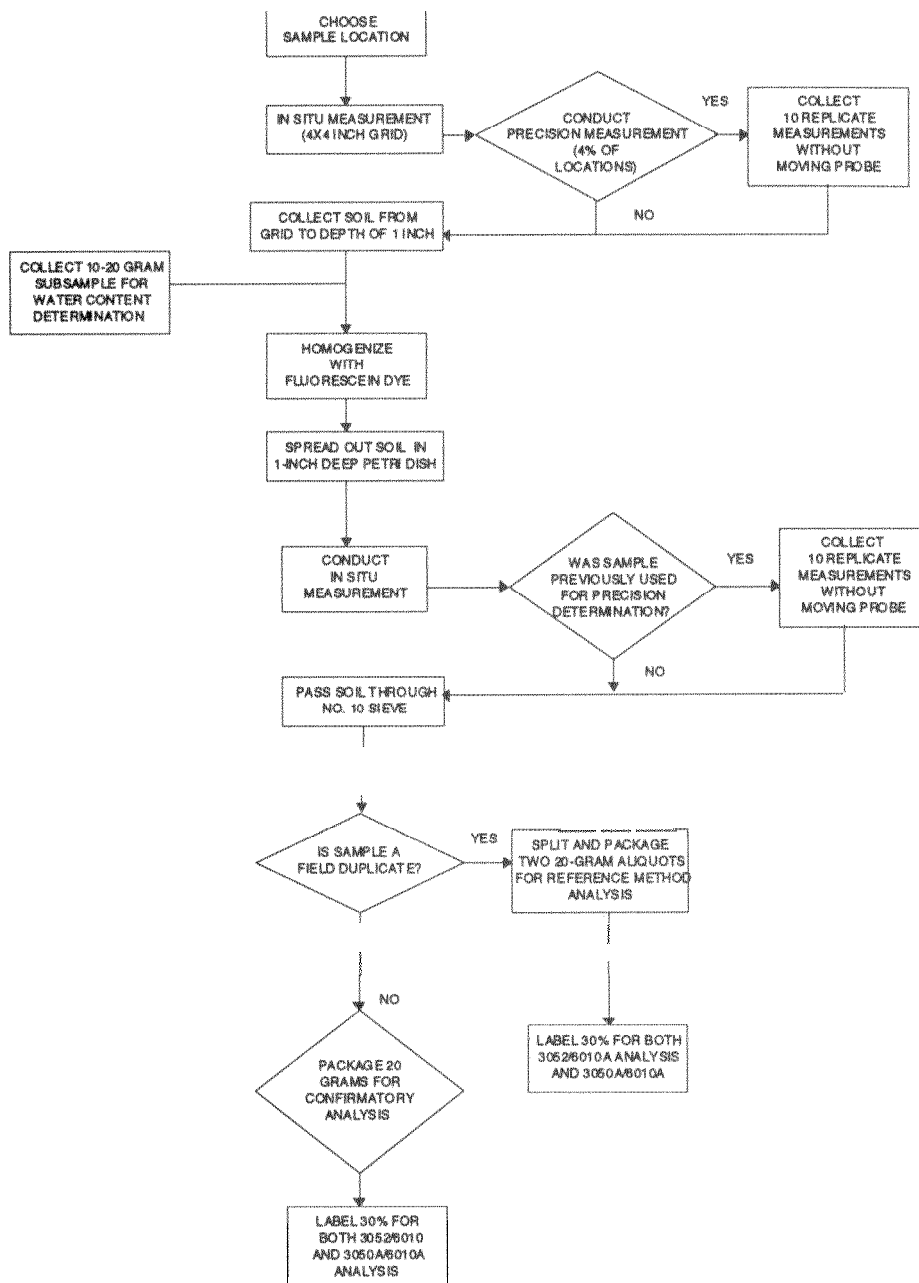 CHOOSE
SAMPLE LOCATION
IN SITU MEASUREMENT
(4X4 INCH GRID)
CONDUCT
PRECISION MEASUREMENT
(4% OF
LOCATIONS)
YES
COLLECT
10 REPLICATE
MEASUREMENTS
WITHOUT
MOVING PROBE
NO
COLLECT SOIL FROM
GRID TO DEPTH OF 1 INCH
COLLECT 10-20 GRAM
SUBSAMPLE FOR
WATER CONTENT
DETERMINATION
HOMOGENIZE
WITH
FLUORESCEIN DYE
SPREAD OUT SOIL IN
1-INCH DEEP PETRI DISH
CONDUCT
IN SITU
MEASUREMENT
WAS SAMPLE
PREVIOUSLY USED
FOR PRECISION
DETERMINATION?
YES
COLLECT
10 REPLICATE
MEASUREMENTS
WITHOUT
MOVING PROBE
NO
PASS SOIL THROUGH
NO. 10 SIEVE
IS SAMPLE A
FIELD DUPLICATE?
YES
SPLIT AND PACKAGE
TWO 20-GRAM ALIQUOTS
FOR REFERENCE METHOD
ANALYSIS
NO
LABEL 30% FOR BOTH
3052/6010A ANALYSIS
AND 3050A/6010A
PACKAGE 20
GRAMS FOR
CONFIRMATORY
ANALYSIS
LABEL 30% FOR
BOTH 3052/6010
AND 3050A/6010A
ANALYSIS